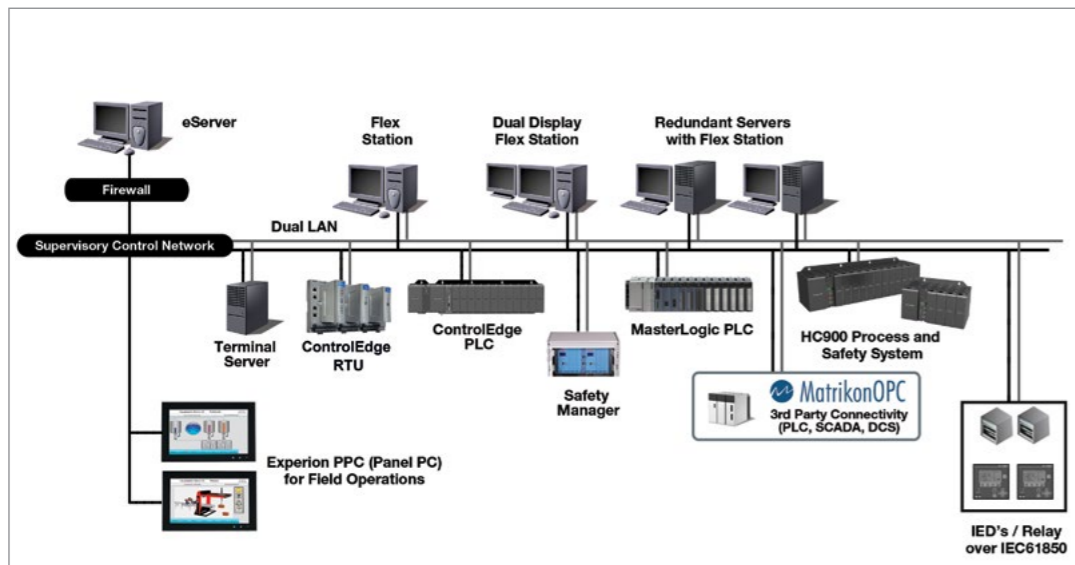 eServer
Flex
Station
Dual Display
Flex Station
Redundant Servers
with Flex Station
Firewall
Dual LAN
Supervisory Control Network
Terminal
Server
ControlEdge
RTU
ControlEdge
PLC
Safety
Manager
MasterLogic PLC
HC900 Process and
Safety System
MatrikonOPC
3rd Party Connectivity
(PLC, SCADA, DCS)
Experion PPC (Panel PC)
for Field Operations
IED's / Relay
over IEC61850